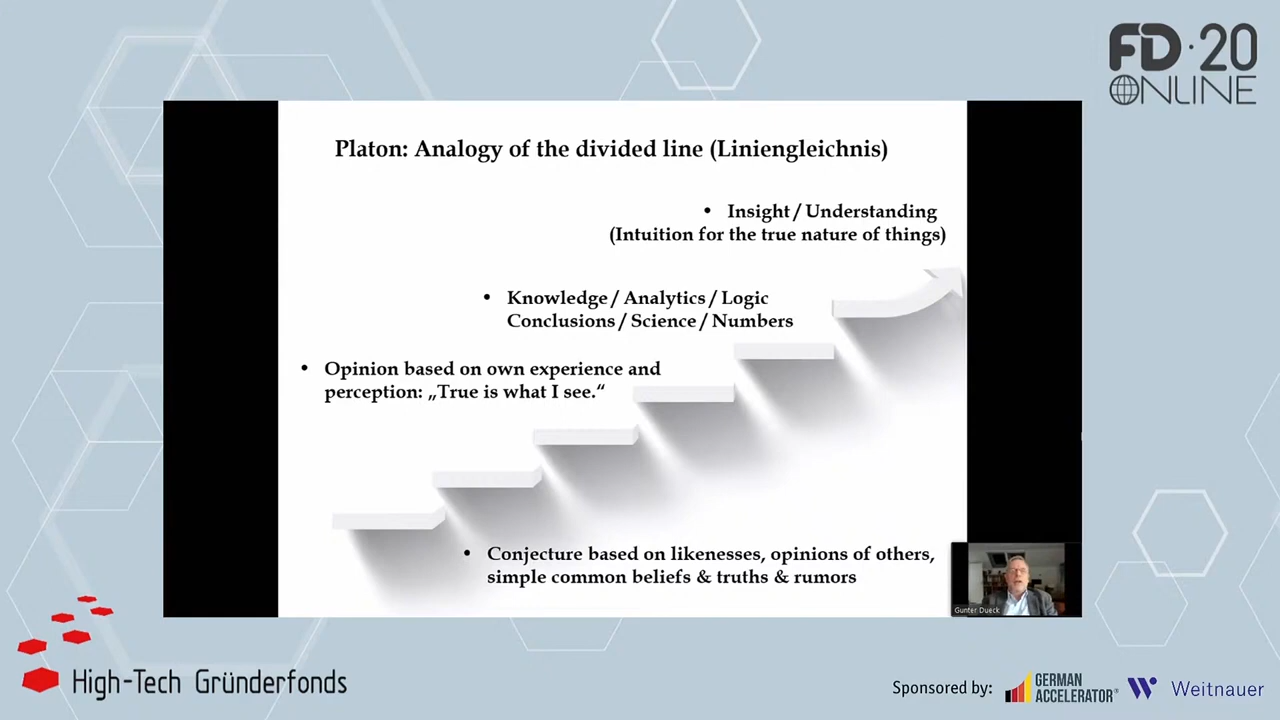 FD·20
ONLINE
Platon: Analogy of the divided line (Liniengleichnis)
• Insight / Understanding
(Intuition for the true nature of things)
• Knowledge / Analytics / Logic
Conclusions / Science / Numbers
• Opinion based on own experience and
perception: „True is what I see.“
• Conjecture based on likenesses, opinions of others,
simple common beliefs & truths & rumors
Gunter Dueck
High-Tech Gründerfonds
Sponsored by:
GERMAN
ACCELERATOR®
Weitnauer